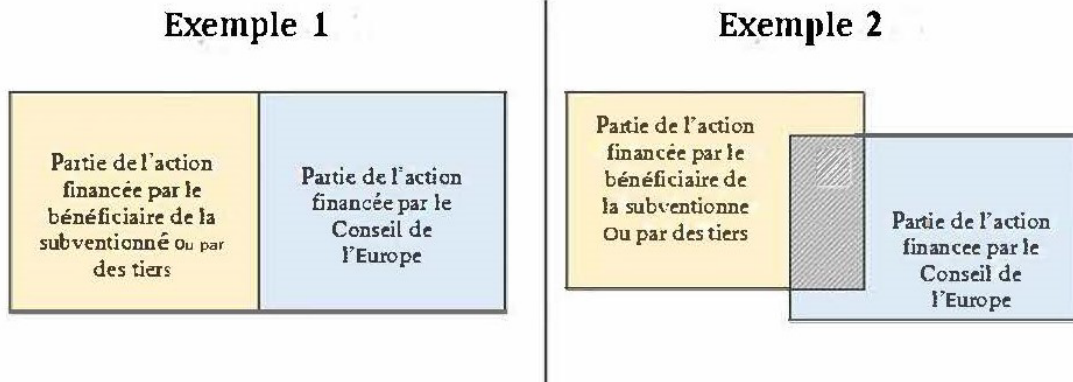 Exemple 1
Partie de l'action
financée par le
bénéficiaire de la
subventionné ou par
des tiers
Partie de l'action
financée par le
Conseil de
l'Europe
Exemple 2
Partie de l'action
financée par le
bénéficiaire de
la subventionne
Ou par des tiers
Partie de l'action
financee par le
Conseil de
l'Europe